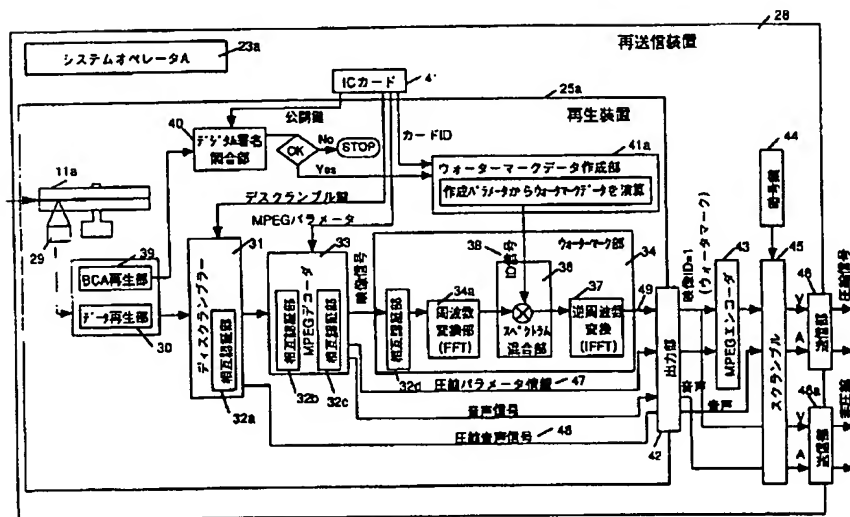 28
再送信装置
システムオペレータA
23a
ICカード
4'
25a
再生装置
公開鍵
カードID
40
デジタム署名
照合部
OK
No
STOP
Yes
41a
ウォーターマークデータ作成部
作成パラメータからウォータマークデータを演算
44
暗号鍵
11a
29
デスクランブル鍵
MPEGパラメータ
39
BCA再生部
データ再生部
30
31
ディスクランブラー
相互認証部
32a
33
MPEGデコーダ
相互認証部
相互認証部
32b
32c
映像信号
ウォーターマーク部
34
相互認証部
32d
34a
周波数
変換部
(FFT)
38
ID信号
36
スペクトラム
混合部
37
逆周波数
変換
(IFFT)
49
出力部
42
映像ID=1
(ウォータマーク)
43
MPEGエンコーダ
45
スクランブル
V
A
46
送信部
圧縮信号
V
A
46a
送信部
非圧縮
圧縮パラメータ情報
47
音声信号
圧縮音声信号
48
音声
音声